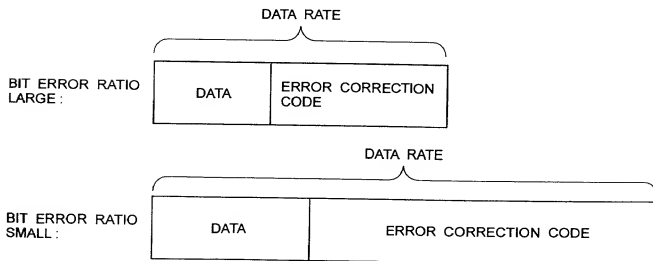 DATA RATE
BIT ERROR RATIO
LARGE :
DATA
ERROR CORRECTION
CODE
DATA RATE
BIT ERROR RATIO
SMALL :
DATA
ERROR CORRECTION CODE